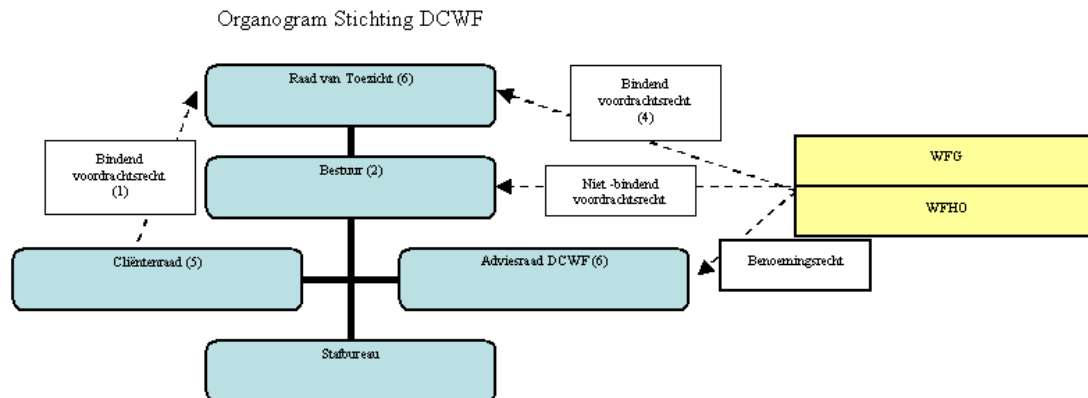 Organogram Stichting DCWF
Raad van Toezicht (6)
Bindend
voordrachtsrecht
(4)
Bindend
voordrachtsrecht
(1)
Bestuur (2)
Niet -bindend
voordrachtsrecht
WFG
WFHO
Cliëntenraad (5)
Adviesraad DCWF (6)
Benoemingsrecht
Stafbureau